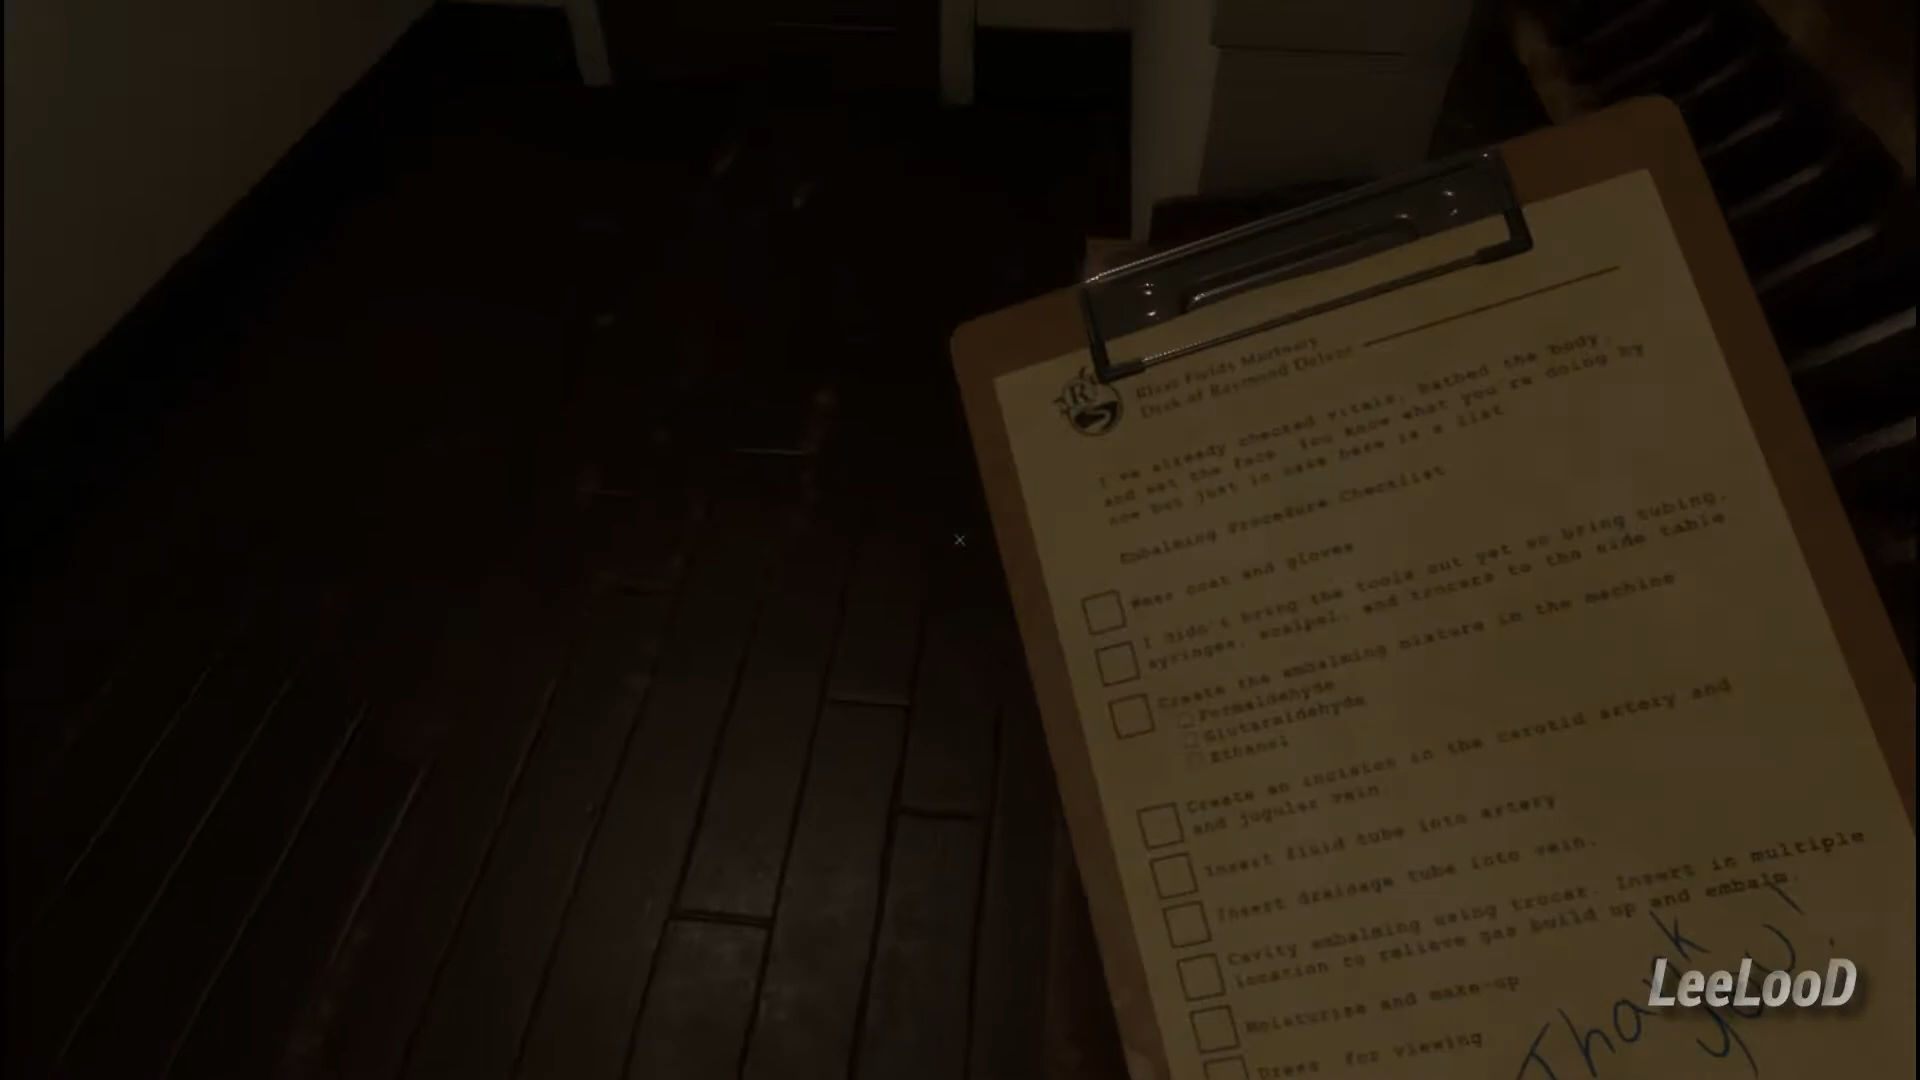 River Fields Mortuary
Desk of Raymond Delver
I've already checked vitals, bathed the body,
and set the face. You know what you're doing by
now but just in case here is a list
Embalming Procedure Checklist
Wear coat and gloves
I didn't bring the tools out yet so bring tubing,
syringes, scalpel, and trocars to the side table
Create the embalming mixture in the machine
Formaldehyde
Glutaraldehyde
Ethanol
Create an incision in the carotid artery and
and jugular vein.
Insert fluid tube into artery
Insert drainage tube into vein.
Cavity embalming using trocar. Insert in multiple
location to relieve gas build up and embalm.
Moisturize and make-up
Dress for viewing
Thank
you!
LeeLooD